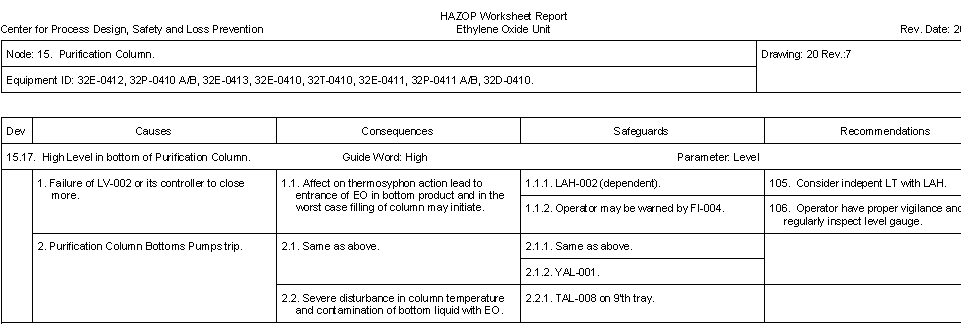 HAZOP Worksheet Report
Center for Process Design, Safety and Loss Prevention
Ethylene Oxide Unit
Rev. Date: 20
Node: 15. Purification Column.
Drawing: 20 Rev.:7
Equipment ID: 32E-0412, 32P-0410 A/B, 32E-0413, 32E-0410, 32T-0410, 32E-0411, 32P-0411 A/B, 32D-0410.
Dev
Causes
Consequences
Safeguards
Recommendations
15.17. High Level in bottom of Purification Column.
Guide Word: High
Parameter: Level
1. Failure of LV-002 or its controller to close
more.
1.1. Affect on thermosyphon action lead to
entrance of EO in bottom product and in the
worst case filling of column may initiate.
1.1.1. LAH-002 (dependent).
105. Consider indepent LT with LAH.
1.1.2. Operator may be warned by FI-004.
106. Operator have proper vigilance and
regularly inspect level gauge.
2. Purification Column Bottoms Pumps trip.
2.1. Same as above.
2.1.1. Same as above.
2.1.2. YAL-001.
2.2. Severe disturbance in column temperature
and contamination of bottom liquid with EO.
2.2.1. TAL-008 on 9'th tray.